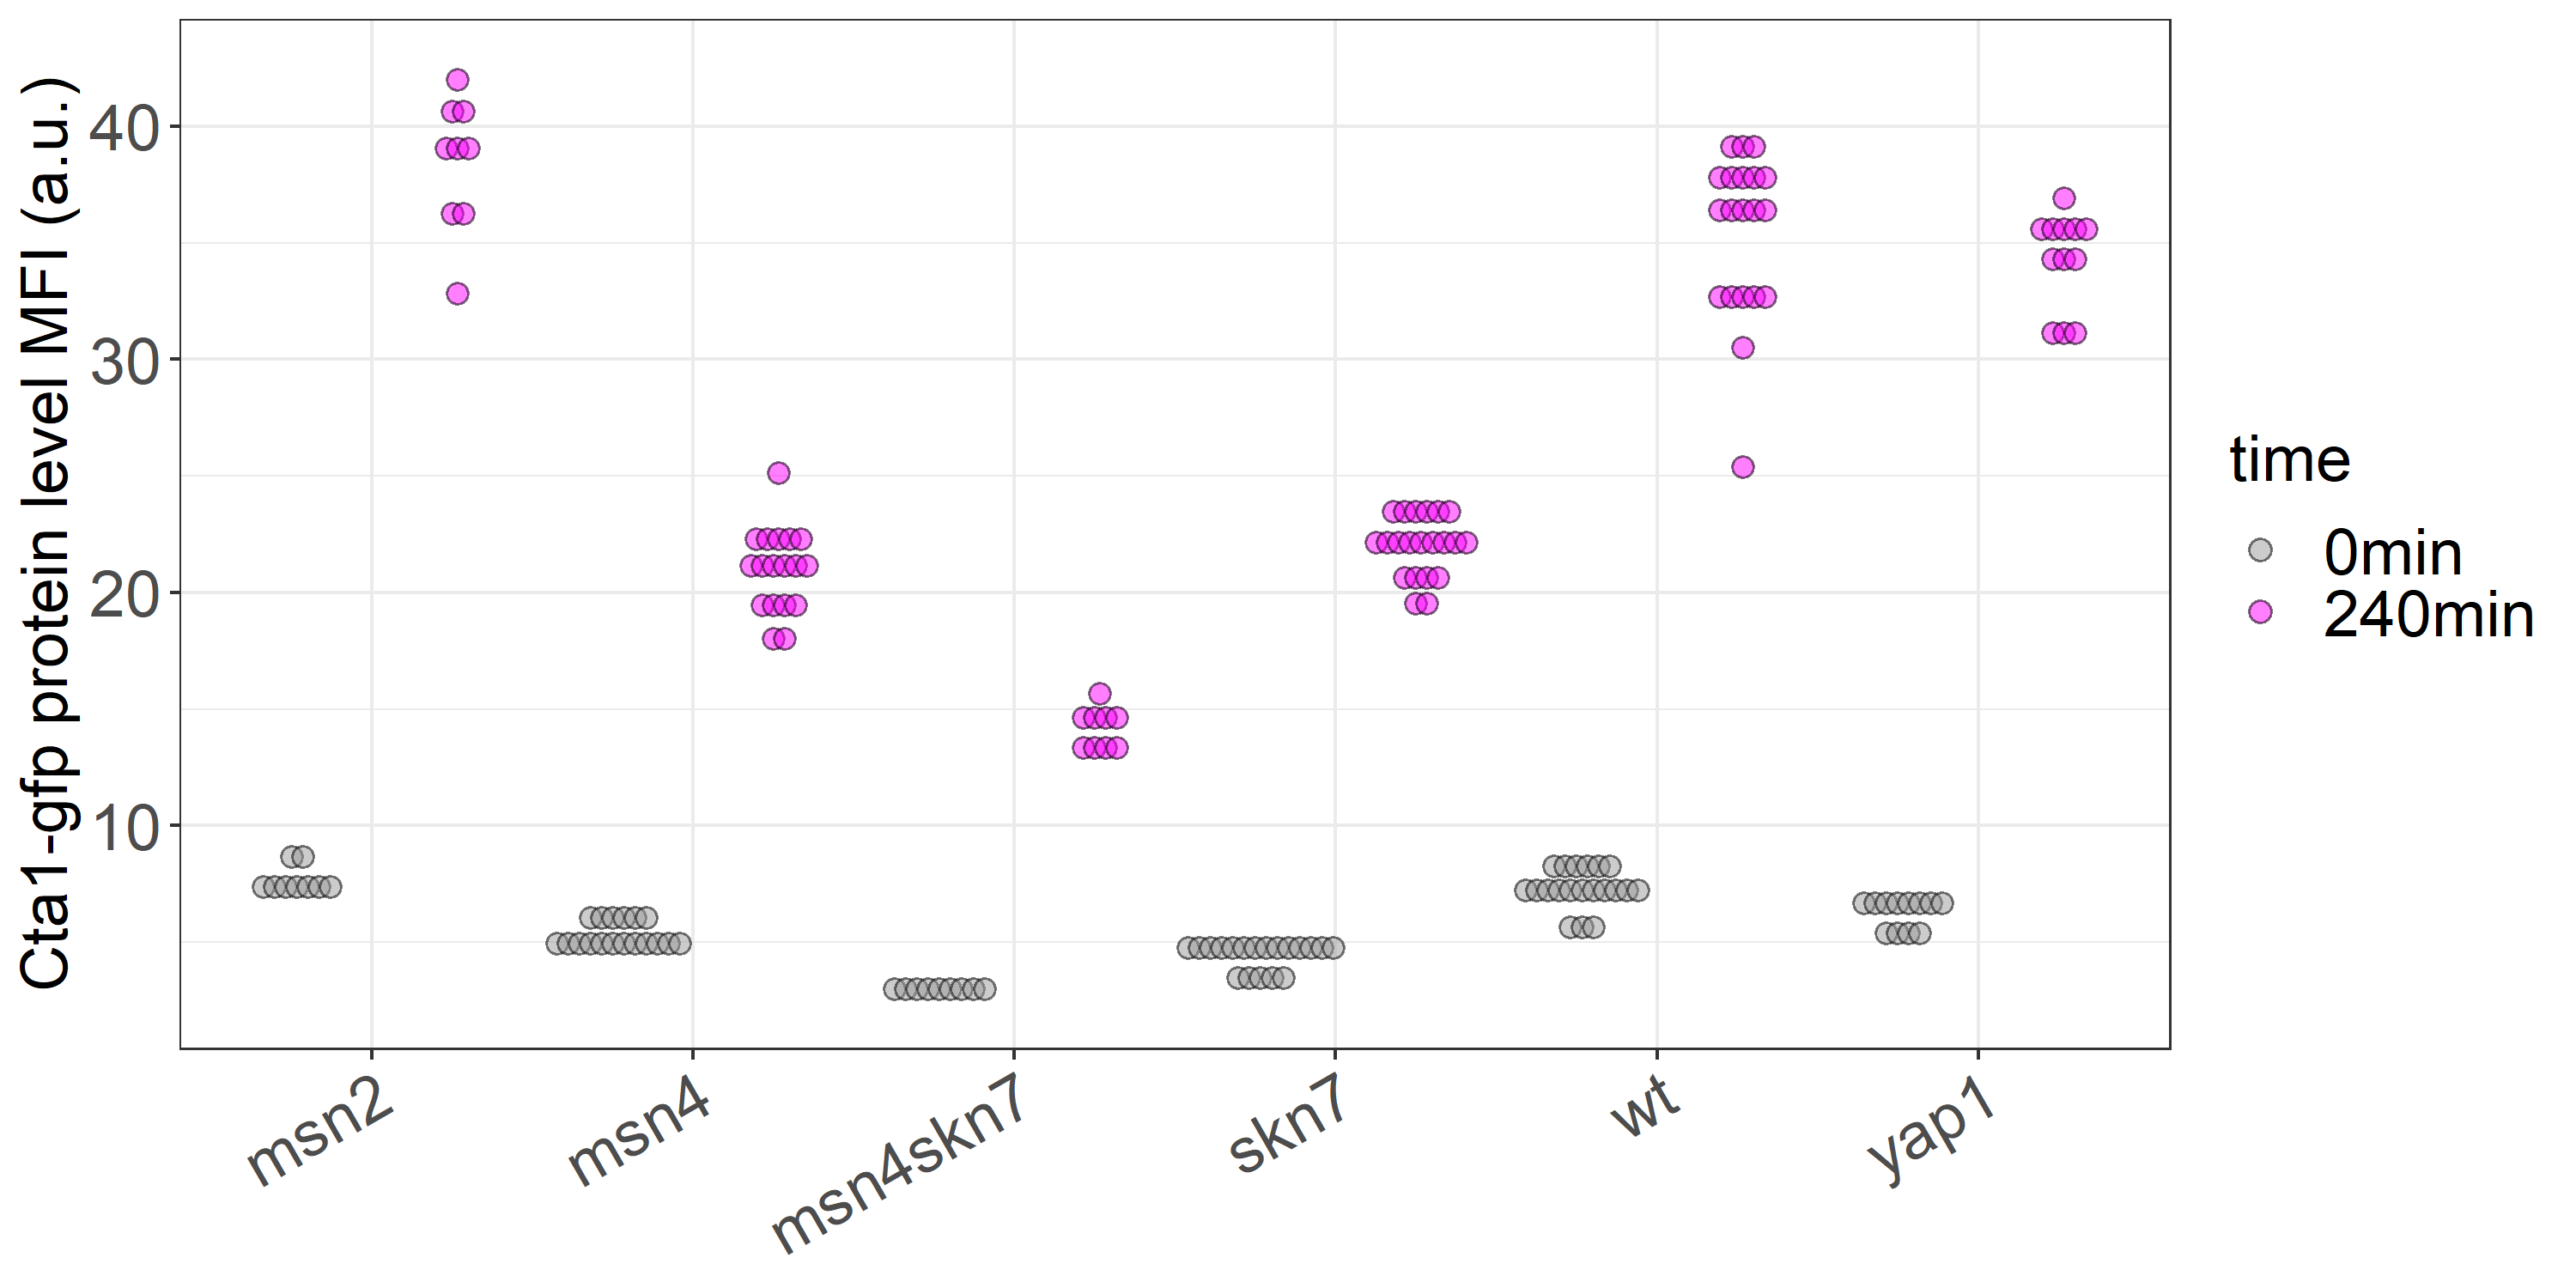 Cta1-gfp protein level MFI (a.u.)
40
30
20
10
msn2
msn4
msn4skn7
skn7
wt
yap1
time
0min
240min